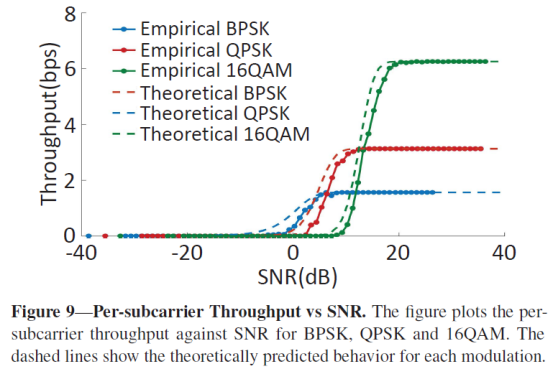 8
Empirical BPSK
Empirical QPSK
6
Empirical 16QAM
Theoretical BPSK
Theoretical QPSK
4
Theoretical 16QAM
2
0
Throughput(bps)
-40 -20 0 20 40
SNR(dB)
Figure 9—Per-subcarrier Throughput vs SNR. The figure plots the per-
subcarrier throughput against SNR for BPSK, QPSK and 16QAM. The
dashed lines show the theoretically predicted behavior for each modulation.